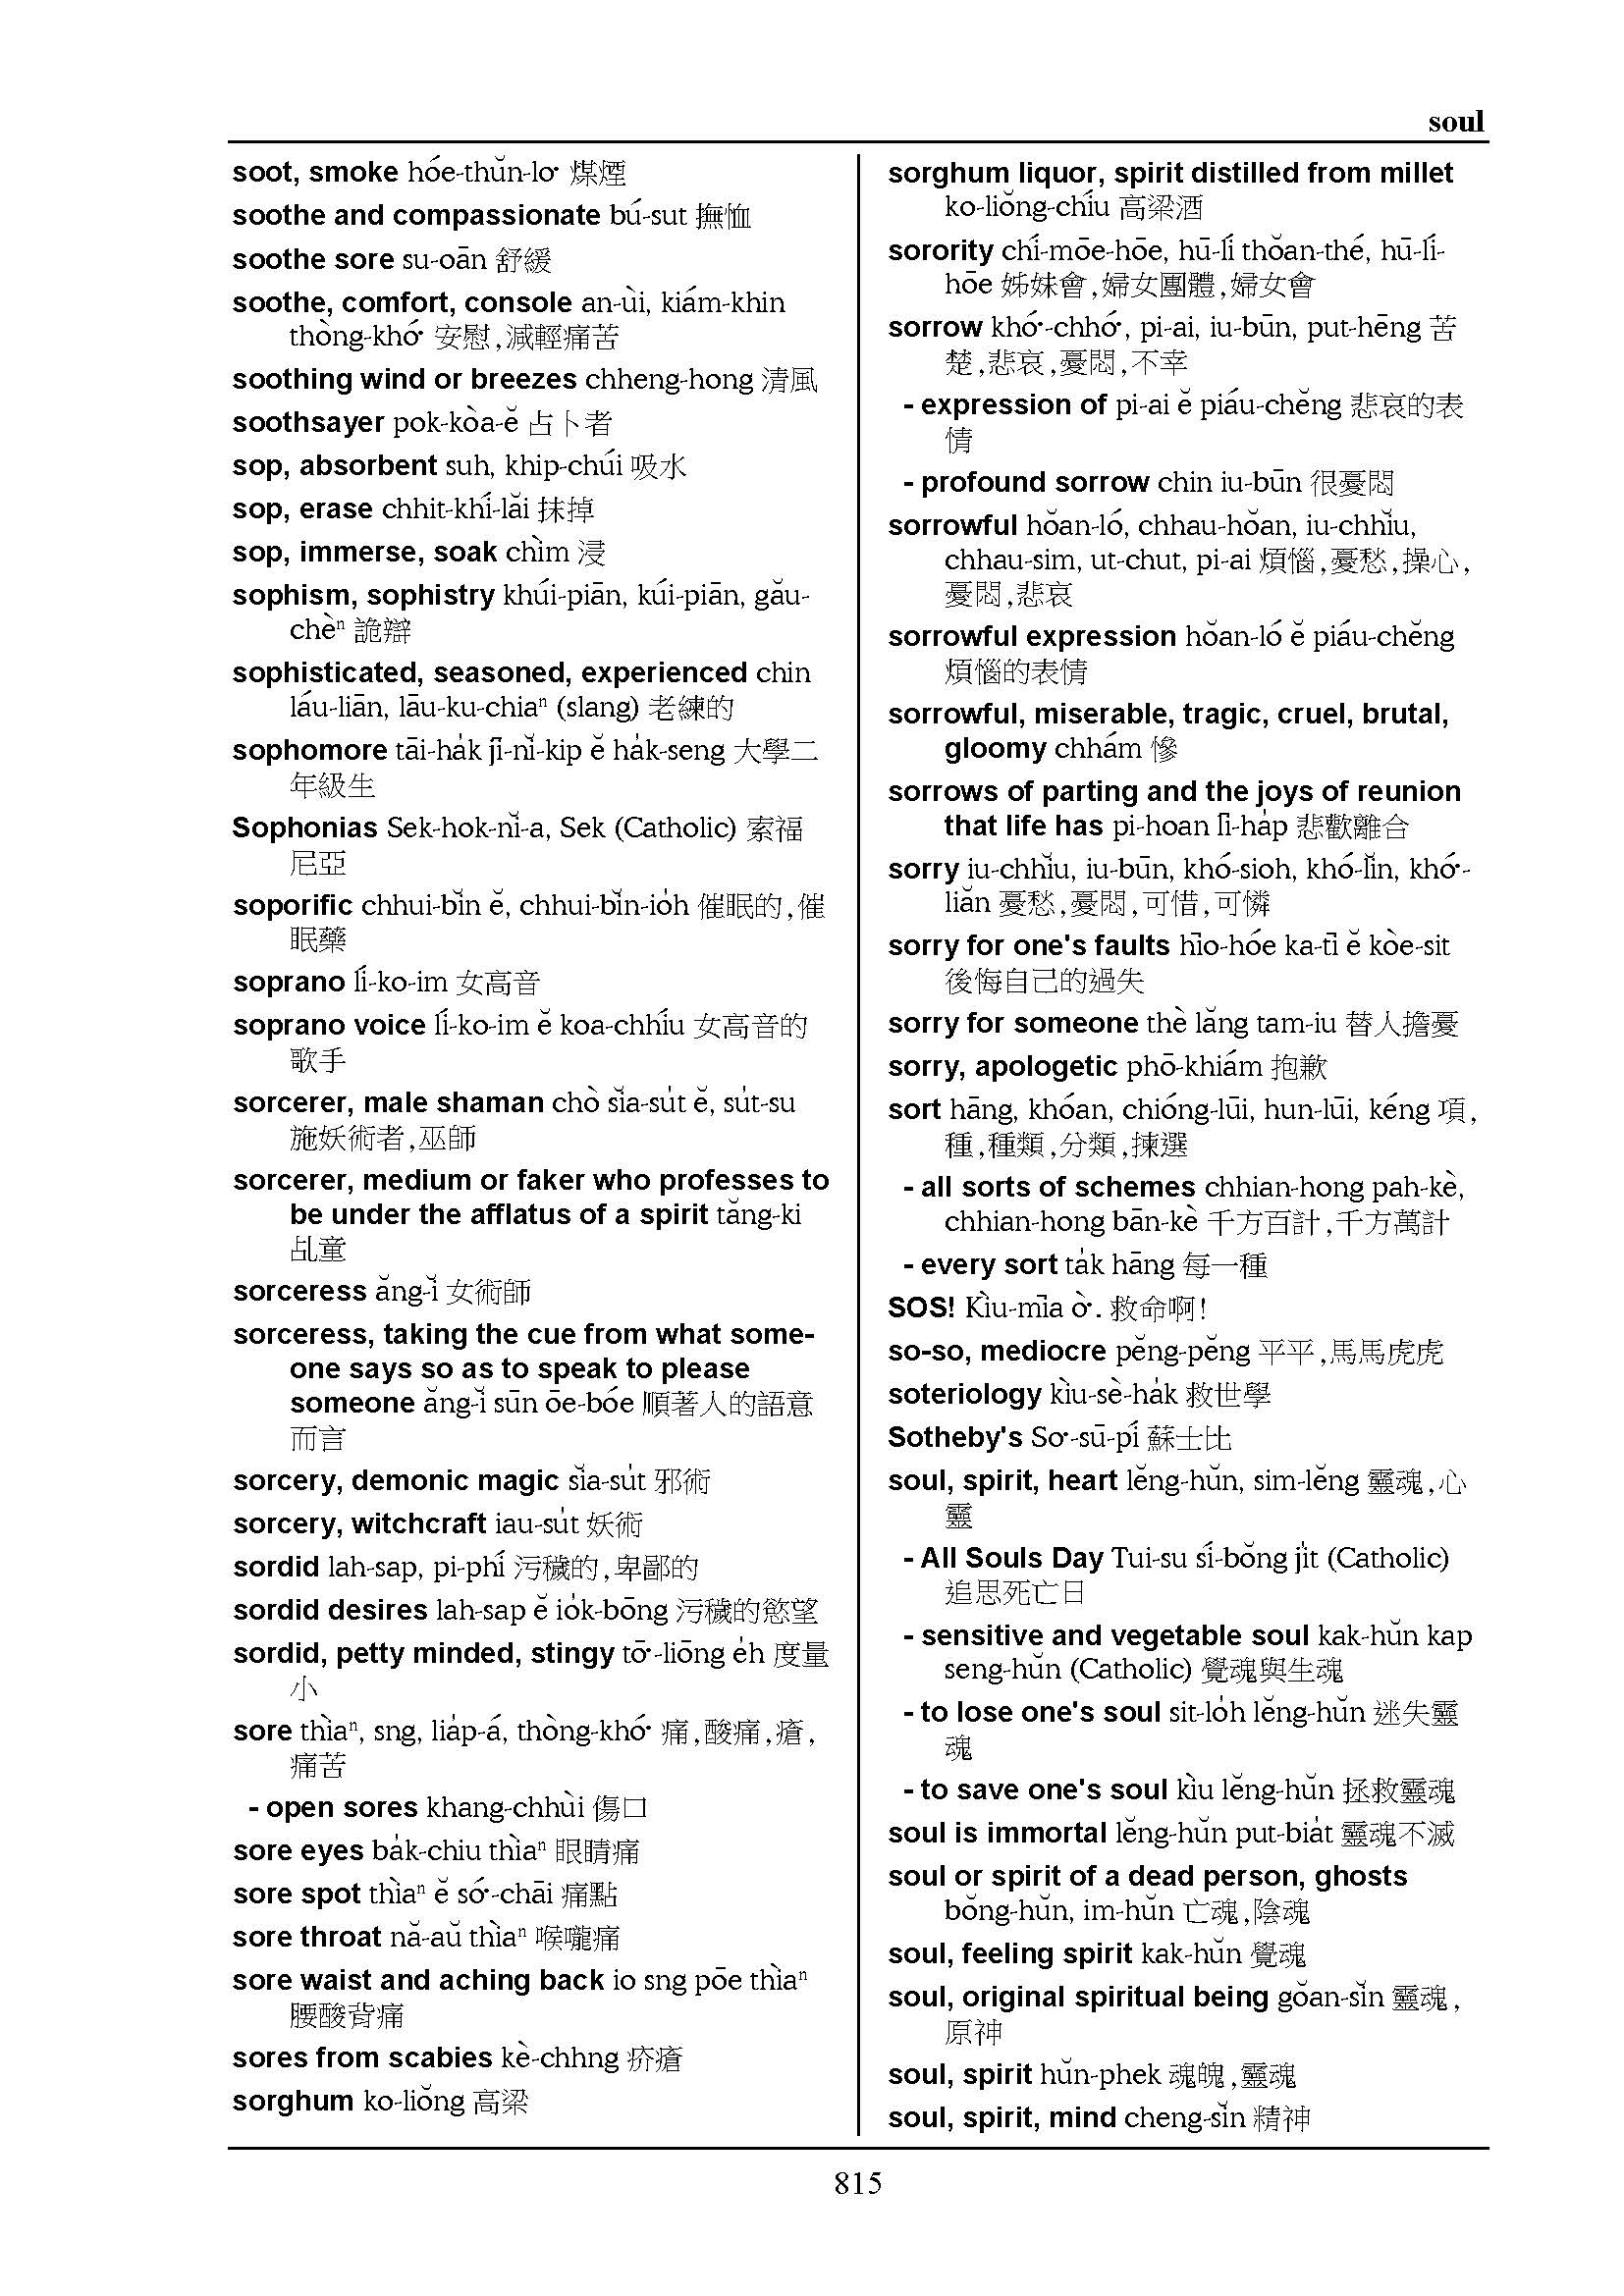 soul
soot, smoke hóe-thŭn-lo͘ 煤煙
soothe and compassionate bú-sut 撫恤
soothe sore su-oān 舒緩
soothe, comfort, console an-ùi, kiám-khin
thòng-khó͘ 安慰,減輕痛苦
soothing wind or breezes chheng-hong 清風
soothsayer pok-kòa-ĕ 占卜者
sop, absorbent suh, khip-chúi 吸水
sop, erase chhit-khí-lăi 抹掉
sop, immerse, soak chìm 浸
sophism, sophistry khúi-piān, kúi-piān, gău-
chèⁿ 詭辯
sophisticated, seasoned, experienced chin
láu-liān, lāu-ku-chiaⁿ (slang) 老練的
sophomore tāi-ha̍k jī-nĭ-kip ĕ ha̍k-seng 大學二
年級生
Sophonias Sek-hok-nĭ-a, Sek (Catholic) 索福
尼亞
soporific chhui-bĭn ĕ, chhui-bĭn-io̍h 催眠的,催
眠藥
soprano lí-ko-im 女高音
soprano voice lí-ko-im ĕ koa-chhíu 女高音的
歌手
sorcerer, male shaman chò sĭa-su̍t ĕ, su̍t-su
施妖術者,巫師
sorcerer, medium or faker who professes to
be under the afflatus of a spirit tăng-ki
乩童
sorceress ăng-ĭ 女術師
sorceress, taking the cue from what some-
one says so as to speak to please
someone ăng-ĭ sūn ōe-bóe 順著人的語意
而言
sorcery, demonic magic sĭa-su̍t 邪術
sorcery, witchcraft iau-su̍t 妖術
sordid lah-sap, pi-phí 污穢的,卑鄙的
sordid desires lah-sap ĕ io̍k-bōng 污穢的慾望
sordid, petty minded, stingy tō͘-liōng e̍h 度量
小
sore thìaⁿ, sng, lia̍p-á, thòng-khó͘ 痛,酸痛,瘡,
痛苦
- open sores khang-chhùi 傷口
sore eyes ba̍k-chiu thìaⁿ 眼睛痛
sore spot thìaⁿ ĕ só͘-chāi 痛點
sore throat nă-aŭ thìaⁿ 喉嚨痛
sore waist and aching back io sng pōe thìaⁿ
腰酸背痛
sores from scabies kè-chhng 疥瘡
sorghum ko-liŏng 高梁
sorghum liquor, spirit distilled from millet
ko-liŏng-chíu 高梁酒
sorority chí-mōe-hōe, hū-lí thŏan-thé, hū-lí-
hōe 姊妹會,婦女團體,婦女會
sorrow khó͘-chhó͘, pi-ai, iu-būn, put-hēng 苦
楚,悲哀,憂悶,不幸
- expression of pi-ai ĕ piáu-chĕng 悲哀的表
情
- profound sorrow chin iu-būn 很憂悶
sorrowful hŏan-ló, chhau-hŏan, iu-chhĭu,
chhau-sim, ut-chut, pi-ai 煩惱,憂愁,操心,
憂悶,悲哀
sorrowful expression hŏan-ló ĕ piáu-chĕng
煩惱的表情
sorrowful, miserable, tragic, cruel, brutal,
gloomy chhám 慘
sorrows of parting and the joys of reunion
that life has pi-hoan lī-ha̍p 悲歡離合
sorry iu-chhĭu, iu-būn, khó-sioh, khó-lĭn, khó͘-
liăn 憂愁,憂悶,可惜,可憐
sorry for one's faults hīo-hóe ka-tī ĕ kòe-sit
後悔自己的過失
sorry for someone thè lăng tam-iu 替人擔憂
sorry, apologetic phō-khiám 抱歉
sort hāng, khóan, chióng-lūi, hun-lūi, kéng 項,
種,種類,分類,揀選
- all sorts of schemes chhian-hong pah-kè,
chhian-hong bān-kè 千方百計,千方萬計
- every sort ta̍k hāng 每一種
SOS! Kìu-mīa ò͘. 救命啊!
so-so, mediocre pĕng-pĕng 平平,馬馬虎虎
soteriology kìu-sè-ha̍k 救世學
Sotheby's So͘-sū-pí 蘇士比
soul, spirit, heart lĕng-hŭn, sim-lĕng 靈魂,心
靈
- All Souls Day Tui-su sí-bŏng ji̍t (Catholic)
追思死亡日
- sensitive and vegetable soul kak-hŭn kap
seng-hŭn (Catholic) 覺魂與生魂
- to lose one's soul sit-lo̍h lĕng-hŭn 迷失靈
魂
- to save one's soul kìu lĕng-hŭn 拯救靈魂
soul is immortal lĕng-hŭn put-bia̍t 靈魂不滅
soul or spirit of a dead person, ghosts
bŏng-hŭn, im-hŭn 亡魂,陰魂
soul, feeling spirit kak-hŭn 覺魂
soul, original spiritual being gŏan-sĭn 靈魂,
原神
soul, spirit hŭn-phek 魂魄,靈魂
soul, spirit, mind cheng-sĭn 精神
815